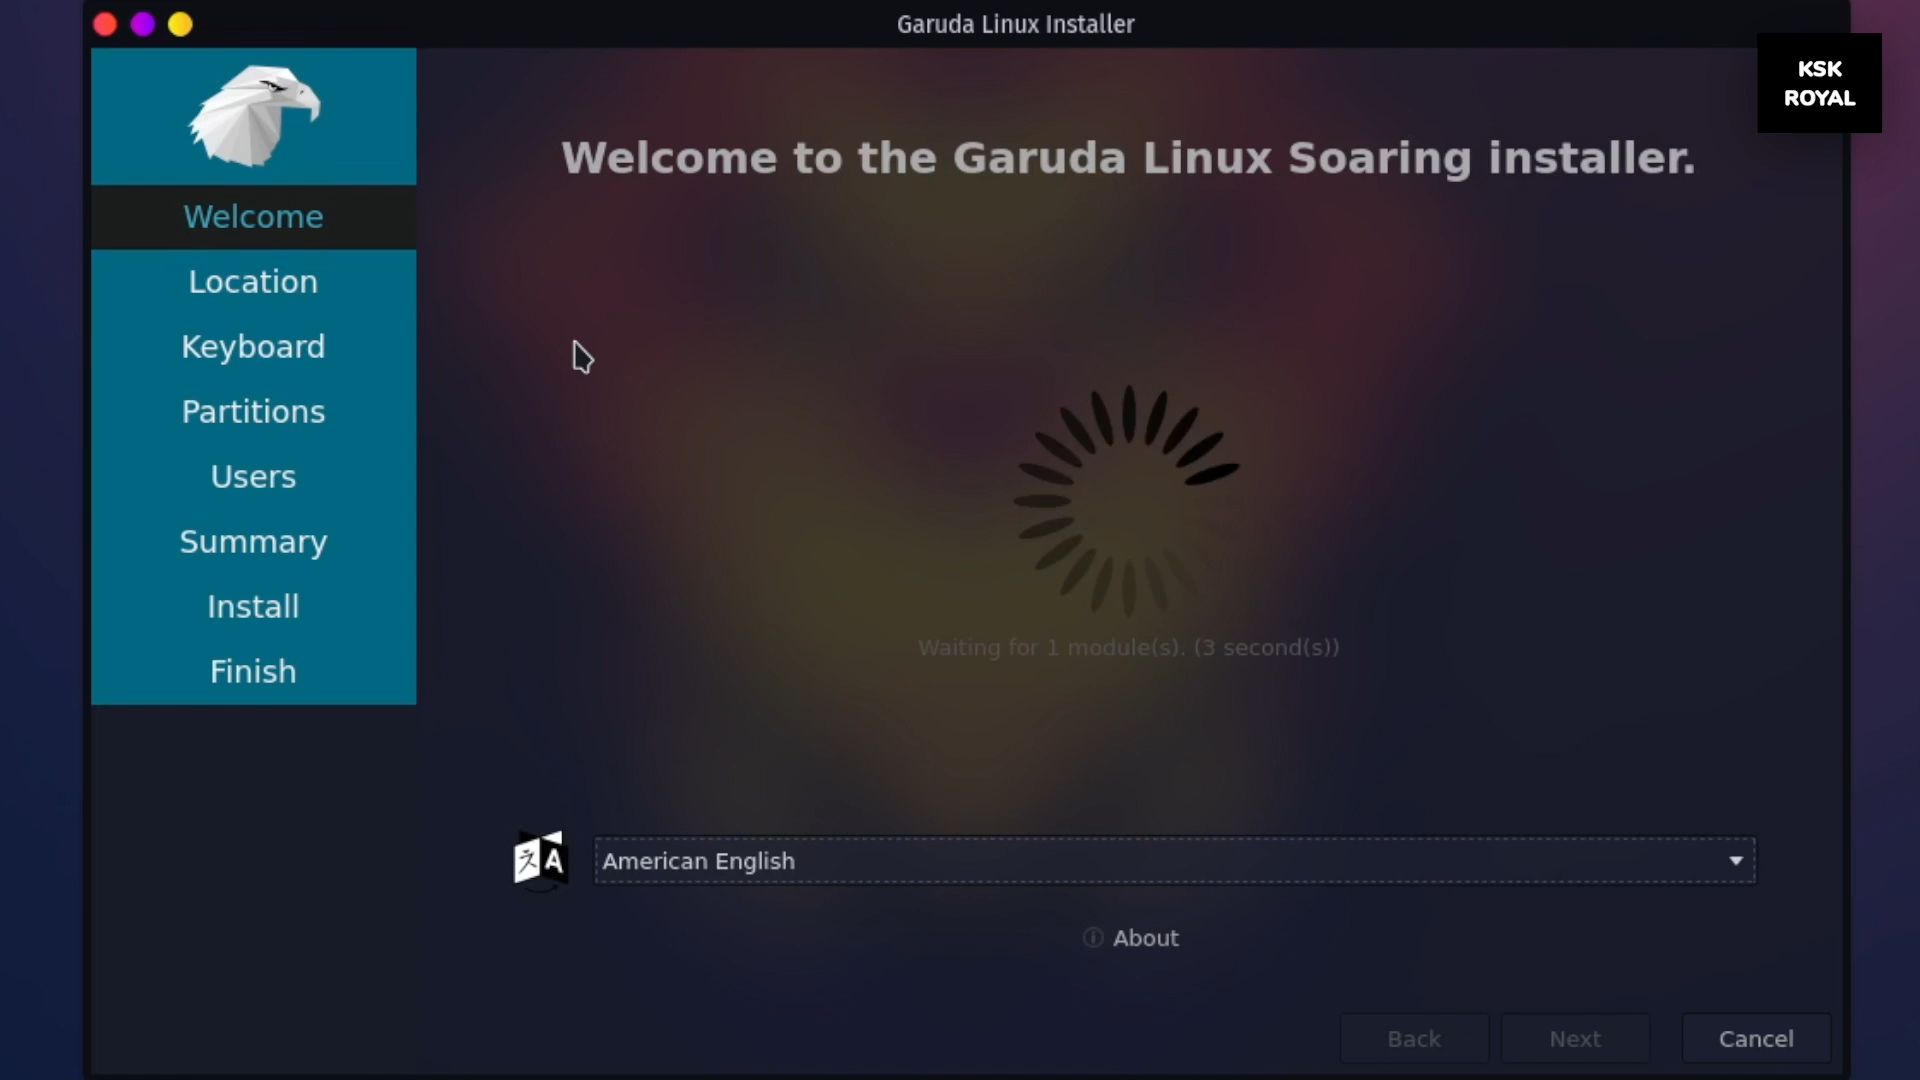 Garuda Linux Installer
KSK
ROYAL
Welcome
Location
Keyboard
Partitions
Users
Summary
Install
Finish
Welcome to the Garuda Linux Soaring installer.
Waiting for 1 module(s). (3 second(s))
American English
About
Back
Next
Cancel